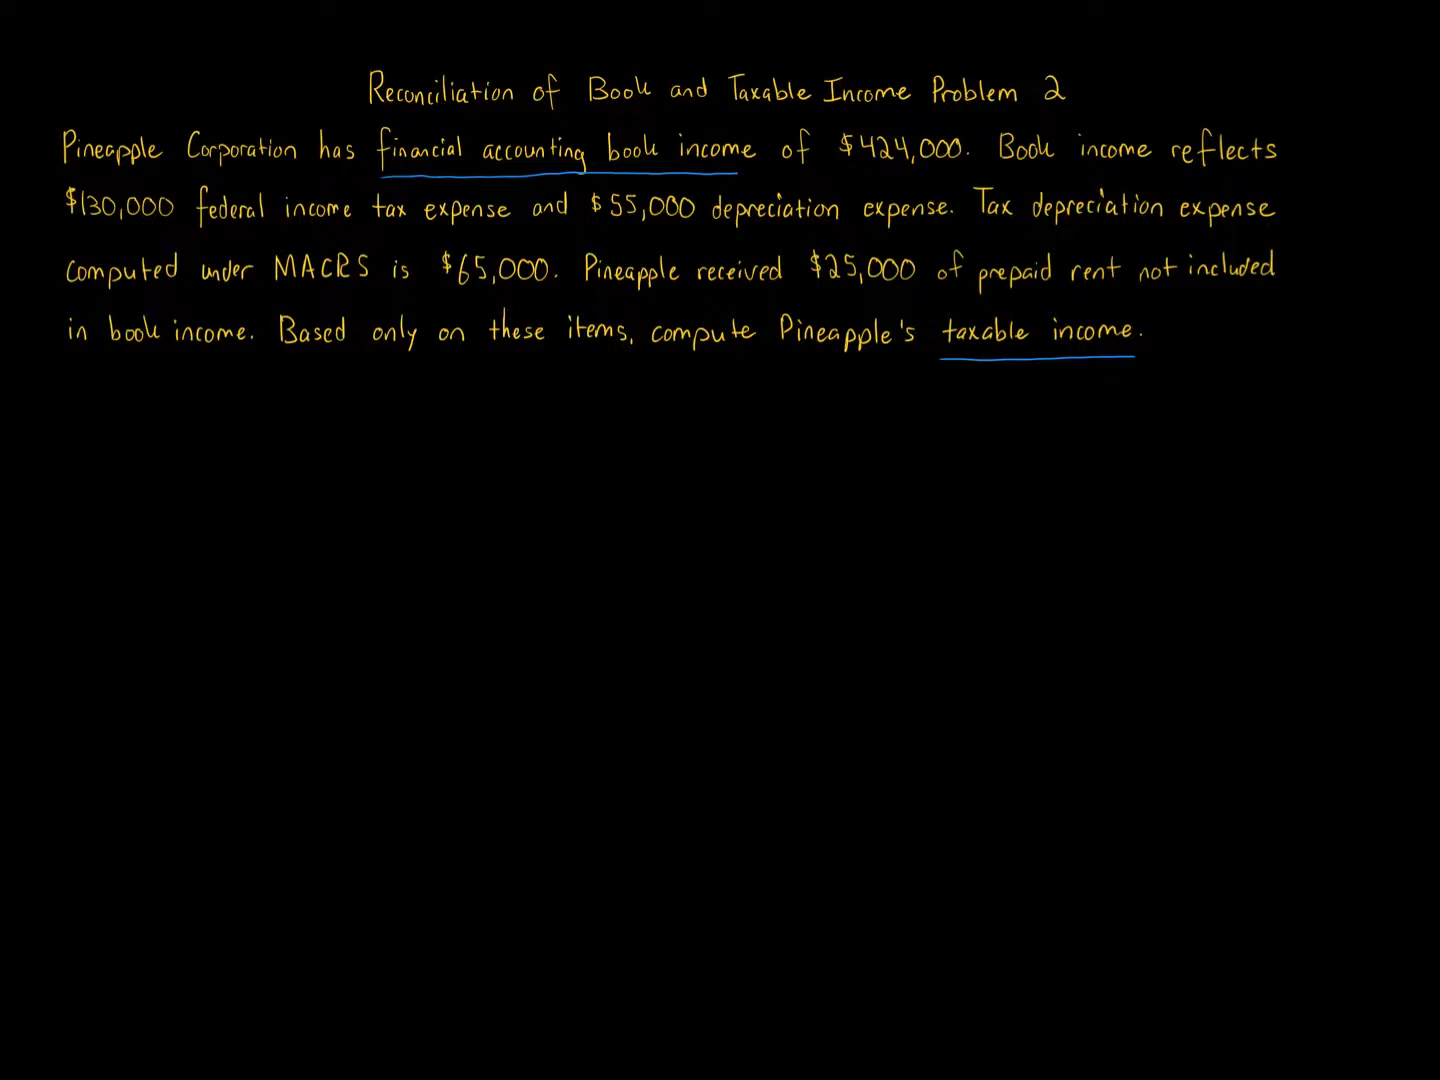 Reconciliation of Book and Taxable Income Problem 2
Pineapple Corporation has financial accounting book income of $424,000. Book income reflects
$130,000 federal income tax expense and $55,000 depreciation expense. Tax depreciation expense
computed under MACRS is $65,000. Pineapple received $25,000 of prepaid rent not included
in book income. Based only on these items, compute Pineapple's taxable income.